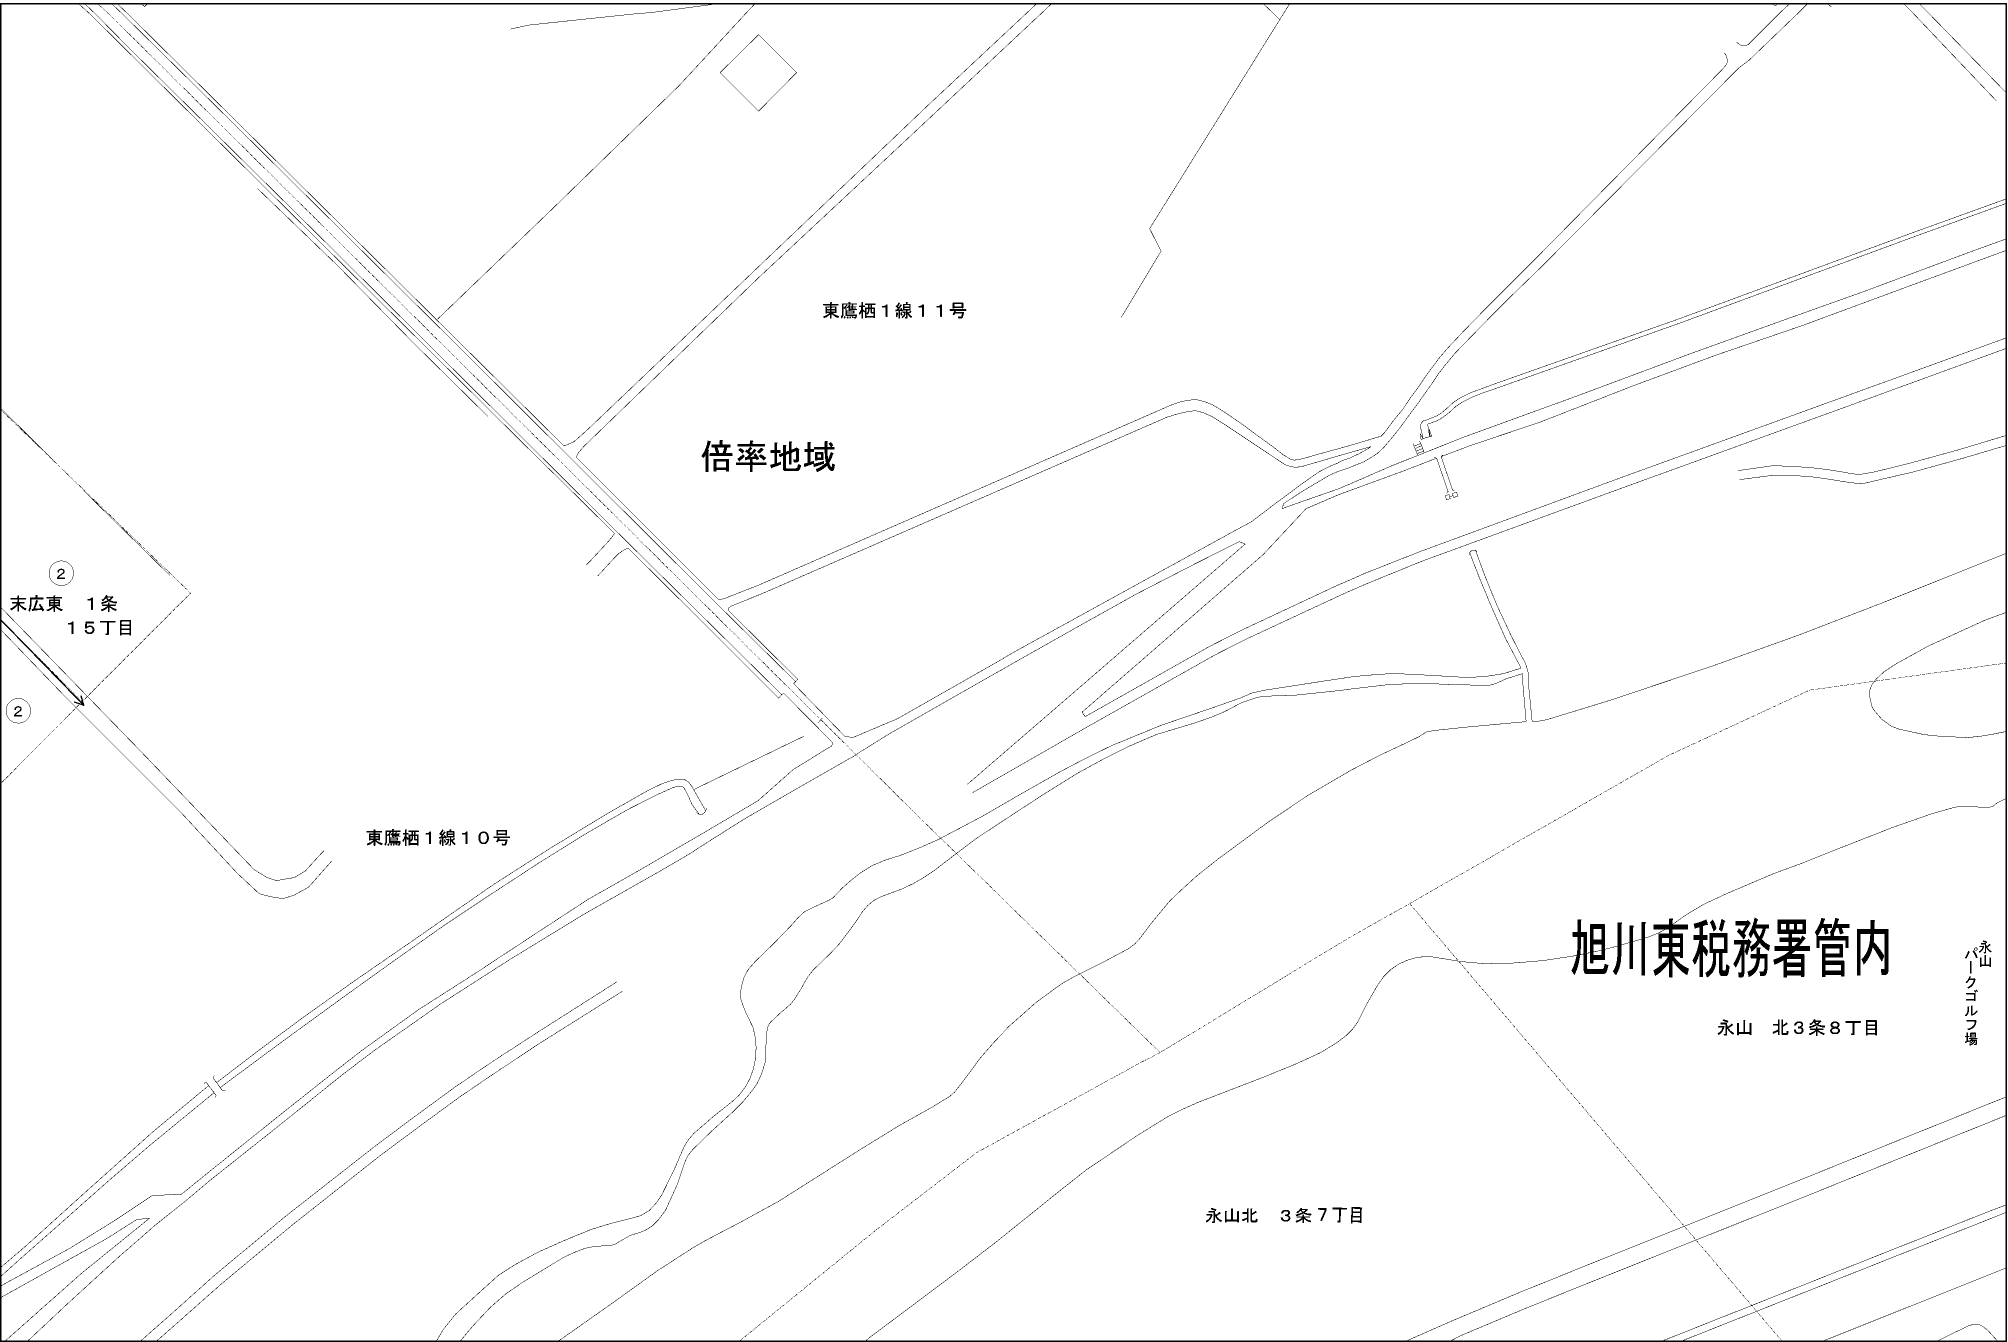 東鷹栖１線１１号
倍率地域
②
末広東　１条
１５丁目
②
東鷹栖１線１０号
旭川東税務署管内
永山
パークゴルフ場
永山　北３条８丁目
永山北　３条７丁目